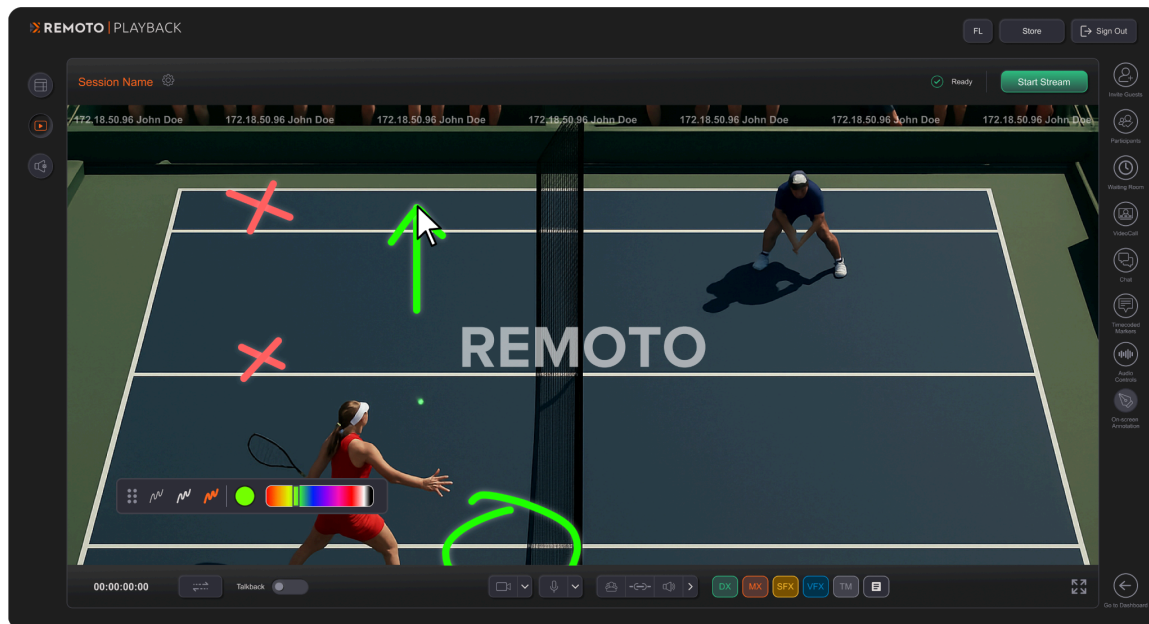 REMOTO | PLAYBACK
FL
Store
Sign Out
Session Name
Ready
Start Stream
172.18.50.96 John Doe 172.18.50.96 John Doe 172.18.50.96 John Doe 172.18.50.96 John Doe 172.18.50.96 John Doe 172.18.50.96 John Doe 172.18.50.96 John Doe
REMOTO
Invite Guests
Participants
Waiting Room
VideoCall
Chat
Timecoded
Markers
Audio
Controls
On-screen
Annotation
00:00:00:00
Talkback
DX
MX
SFX
VFX
TM
Go to Dashboard